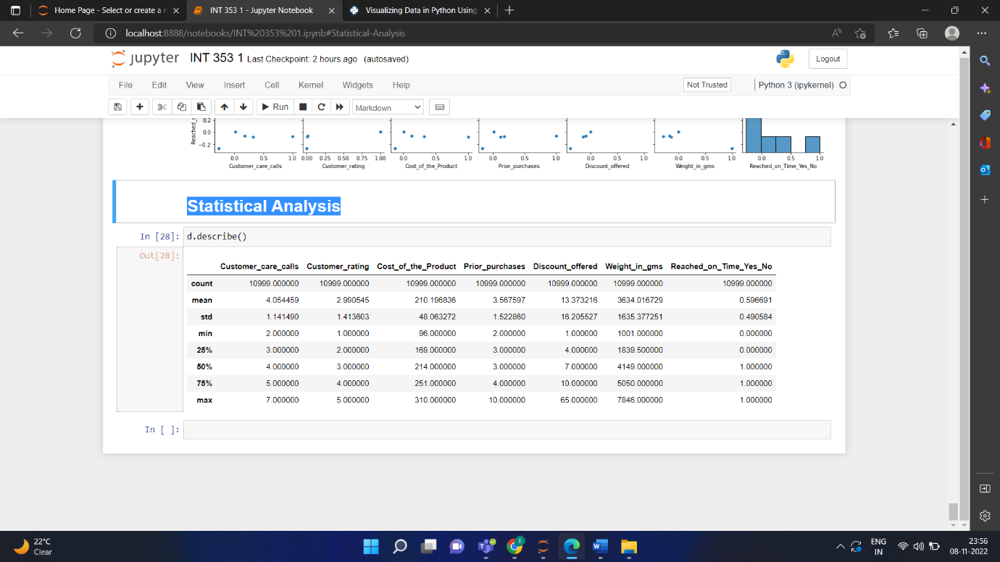 Home Page - Select or create a n
INT 353 1 - Jupyter Notebook
Visualizing Data in Python Using
localhost:8888/notebooks/INT%20353%201.ipynb#Statistical-Analysis
jupyter INT 353 1 Last Checkpoint: 2 hours ago (autosaved)
Logout
File Edit View Insert Cell Kernel Widgets Help
Not Trusted Python 3 (ipykernel)
Run Markdown
0.2
0.0
−0.2
0.0 0.5 1.0 0.00 0.25 0.50 0.75 1.00 0.0 0.5 1.0 0.0 0.5 1.0 0.0 0.5 1.0 0.0 0.5 1.0 0.0 0.5 1.0
Customer_care_calls Customer_rating Cost_of_the_Product Prior_purchases Discount_offered Weight_in_gms Reached_on_Time_Yes_No
Statistical Analysis
In [28]: d.describe()
Out[28]:
Customer_care_calls Customer_rating Cost_of_the_Product Prior_purchases Discount_offered Weight_in_gms Reached_on_Time_Yes_No
count 10999.000000 10999.000000 10999.000000 10999.000000 10999.000000 10999.000000 10999.000000
mean 4.054459 2.990545 210.196836 3.567597 13.373216 3634.016729 0.596691
std 1.141490 1.413603 48.063272 1.522860 16.205527 1635.377251 0.490584
min 2.000000 1.000000 96.000000 2.000000 1.000000 1001.000000 0.000000
25% 3.000000 2.000000 169.000000 3.000000 4.000000 1839.500000 0.000000
50% 4.000000 3.000000 214.000000 3.000000 7.000000 4149.000000 1.000000
75% 5.000000 4.000000 251.000000 4.000000 10.000000 5050.000000 1.000000
max 7.000000 5.000000 310.000000 10.000000 65.000000 7846.000000 1.000000
In [ ]:
22°C
Clear
ENG
IN
23:56
08-11-2022